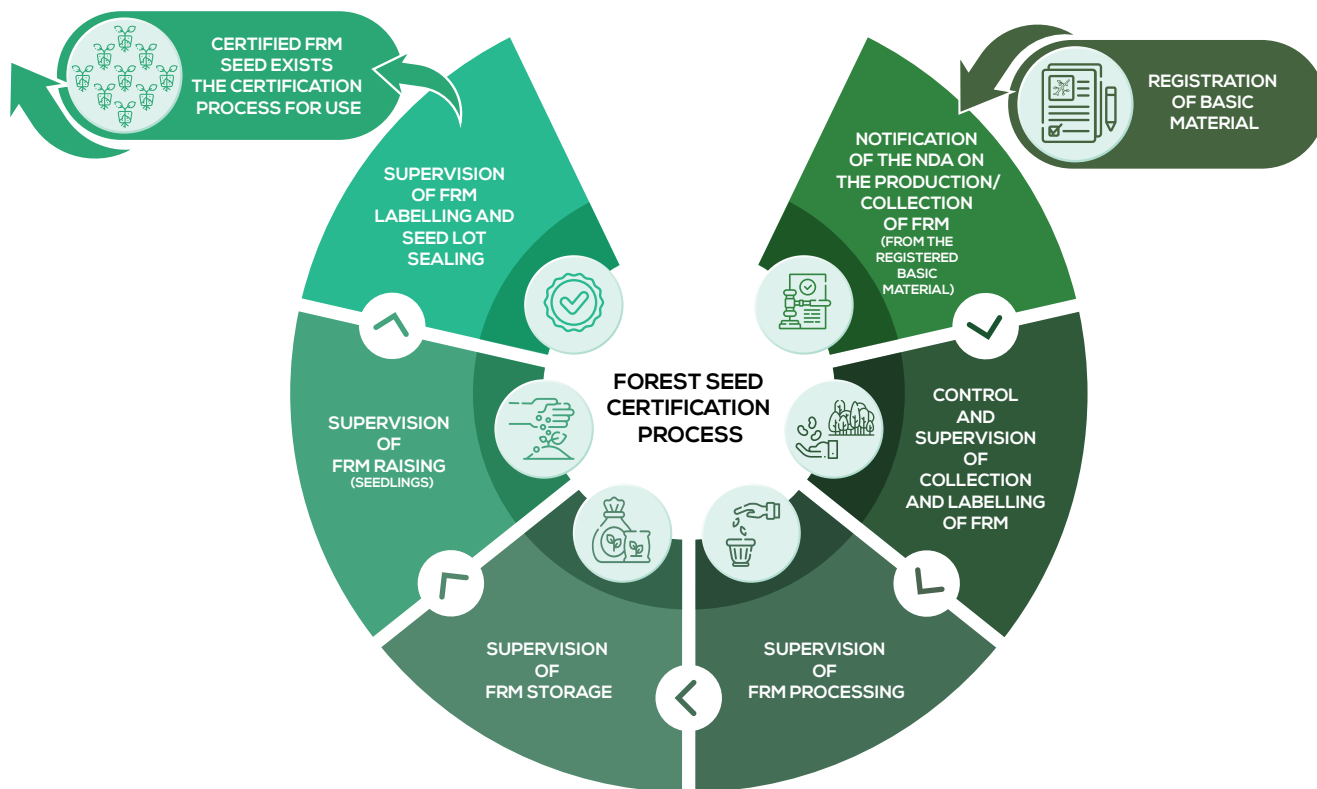 REGISTRATION
OF BASIC
MATERIAL
NOTIFICATION
OF THE NDA ON
THE PRODUCTION/
COLLECTION
OF FRM
(FROM THE
REGISTERED
BASIC
MATERIAL)
CONTROL
AND
SUPERVISION
OF
COLLECTION
AND LABELLING
OF FRM
SUPERVISION
OF
FRM PROCESSING
SUPERVISION
OF
FRM STORAGE
SUPERVISION
OF
FRM RAISING
(SEEDLINGS)
SUPERVISION
OF FRM
LABELLING AND
SEED LOT
SEALING
CERTIFIED FRM
SEED EXISTS
THE CERTIFICATION
PROCESS FOR USE
FOREST SEED
CERTIFICATION
PROCESS